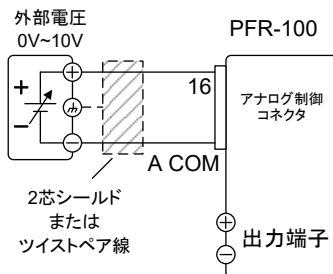 外部電圧
0V~10V
PFR-100
16
アナログ制御
コネクタ
A COM
2芯シールド
または
ツイストペア線
出力端子